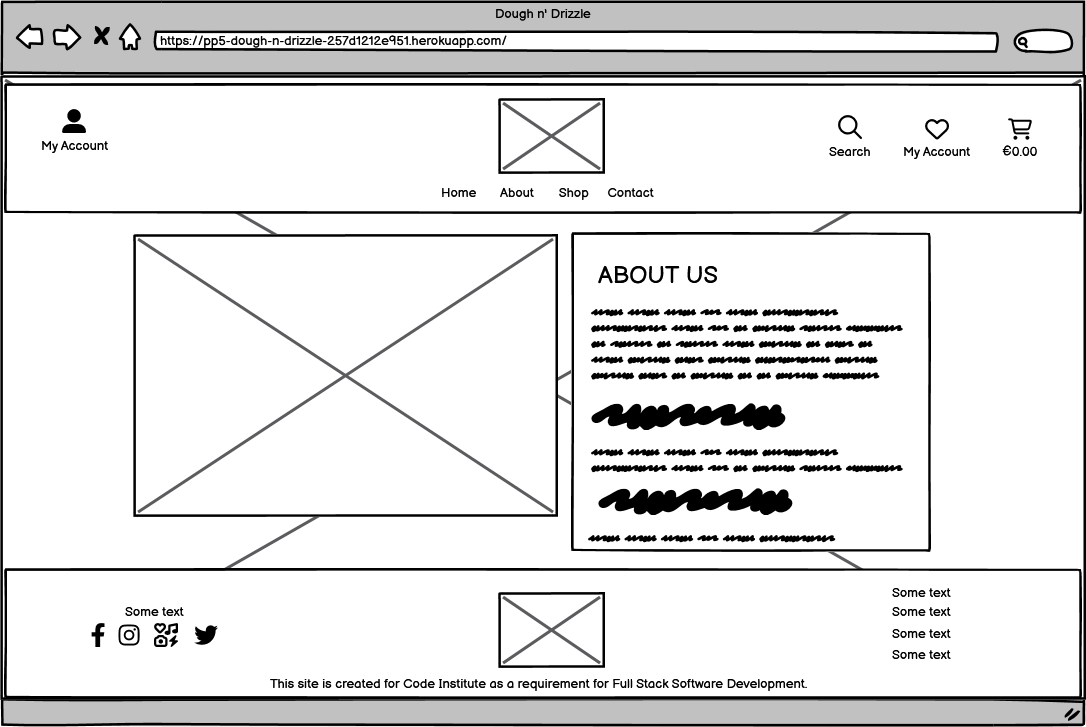 Dough n' Drizzle
https://pp5-dough-n-drizzle-257d1212e951.herokuapp.com/
My Account
Search
My Account
€0.00
Home About Shop Contact
ABOUT US
Some text
Some text
Some text
Some text
Some text
This site is created for Code Institute as a requirement for Full Stack Software Development.